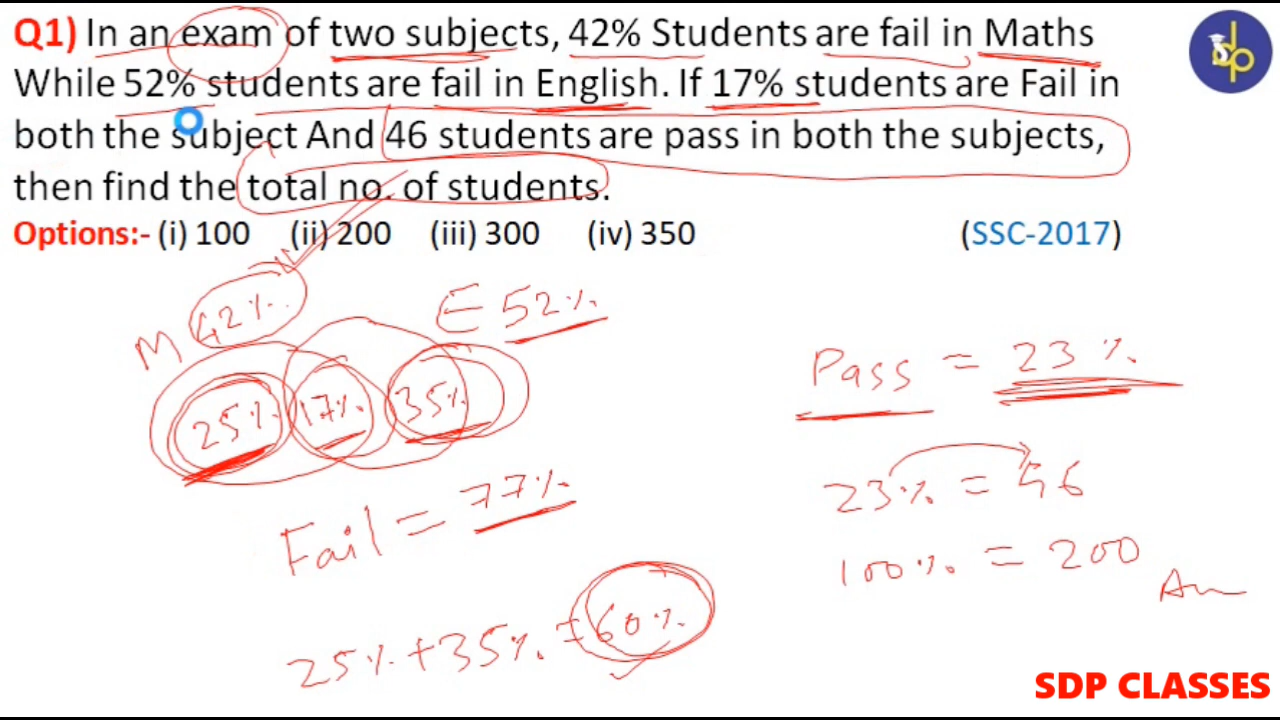 Q1) In an exam of two subjects, 42% Students are fail in Maths
While 52% students are fail in English. If 17% students are Fail in
both the subject And 46 students are pass in both the subjects,
then find the total no. of students.
Options:- (i) 100 (ii) 200 (iii) 300 (iv) 350 (SSC-2017)
dp
M 42% E 52%
25% 17% 35%
Pass = 23%
Fail = 77%
23% = 46
100% = 200
An
25% + 35% = 60%
SDP CLASSES